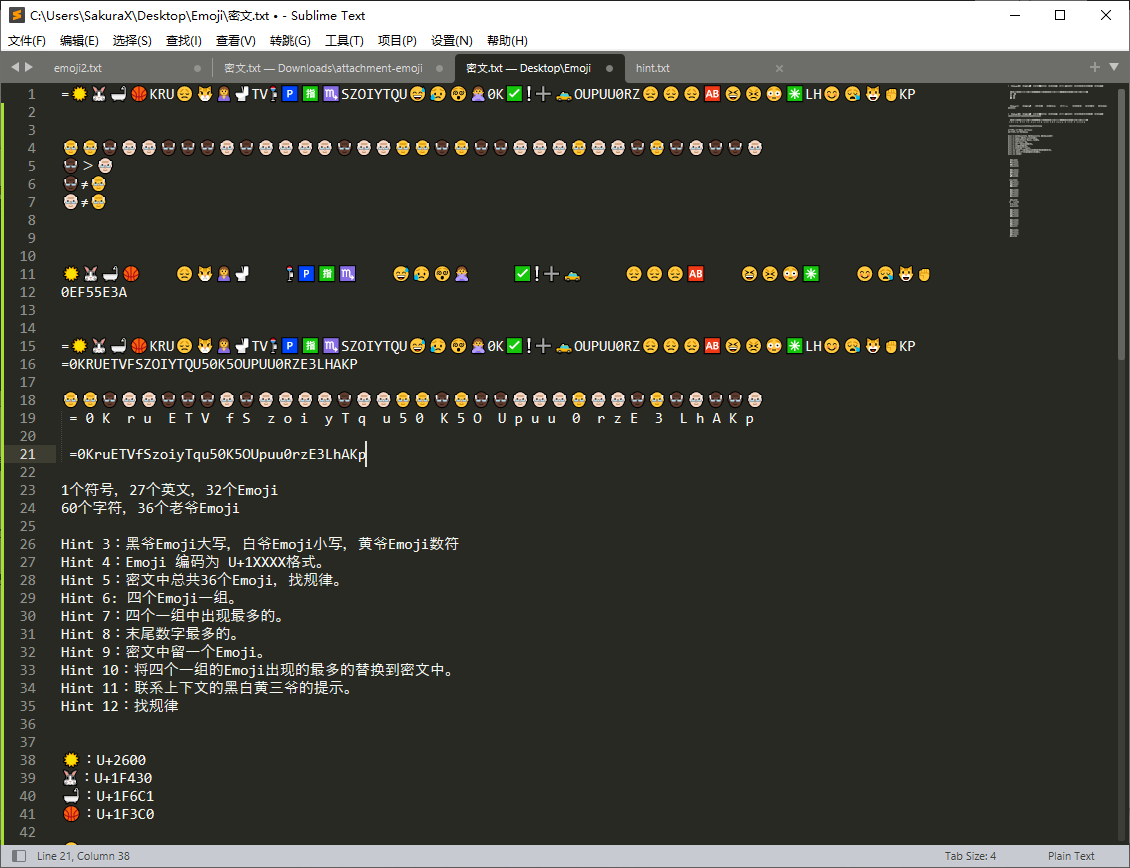 C:\Users\SakuraX\Desktop\Emoji\密文.txt • - Sublime Text
文件(F) 编辑(E) 选择(S) 查找(I) 查看(V) 转跳(G) 工具(T) 项目(P) 设置(N) 帮助(H)
emoji2.txt 密文.txt — Downloads\attachment-emoji 密文.txt — Desktop\Emoji hint.txt
1 =☀🐰🛁🏀KRU😔🐯🙎‍♀️🚽TV🚦🅿🈯♏SZOIYTQU😅😥😵🙎‍♀️0K✅❗➕🚤OUPUU0RZ😔😔😔🆎😆😣😳✳LH😊😪😺✊KP
2
3
4 👴👴👴🏿👴🏻👴🏻👴🏿👴🏿👴🏿👴🏻👴🏿👴🏻👴🏻👴🏻👴🏻👴🏿👴🏻👴🏻👴👴👴🏿👴👴🏿👴🏿👴🏻👴🏻👴🏻👴👴🏻👴🏻👴🏿👴👴🏿👴🏻👴🏿👴🏿👴🏻
5 👴🏿 > 👴🏻
6 👴🏿 ≠ 👴
7 👴🏻 ≠ 👴
8
9
10
11 ☀🐰🛁🏀 😔🐯🙎‍♀️🚽 🚦🅿🈯♏ 😅😥😵🙎‍♀️ ✅❗➕🚤 😔😔😔🆎 😆😣😳✳ 😊😪😺✊
12 0EF55E3A
13
14
15 =☀🐰🛁🏀KRU😔🐯🙎‍♀️🚽TV🚦🅿🈯♏SZOIYTQU😅😥😵🙎‍♀️0K✅❗➕🚤OUPUU0RZ😔😔😔🆎😆😣😳✳LH😊😪😺✊KP
16 =0KRUETVFSZOIYTQU50K5OUPUU0RZE3LHAKP
17
18 👴👴👴🏿👴🏻👴🏻👴🏿👴🏿👴🏿👴🏻👴🏿👴🏻👴🏻👴🏻👴🏻👴🏿👴🏻👴🏻👴👴👴🏿👴👴🏿👴🏿👴🏻👴🏻👴🏻👴👴🏻👴🏻👴🏿👴👴🏿👴🏻👴🏿👴🏿👴🏻
19 = 0 K r u E T V f S z o i y T q u 5 0 K 5 O U p u u 0 r z E 3 L h A K p
20
21 =0KruETVfSzoiyTqu50K5OUpuu0rzE3LhAKp
22
23 1个符号, 27个英文, 32个Emoji
24 60个字符, 36个老爷Emoji
25
26 Hint 3：黑爷Emoji大写, 白爷Emoji小写, 黄爷Emoji数符
27 Hint 4：Emoji 编码为 U+1XXXX格式。
28 Hint 5：密文中总共36个Emoji, 找规律。
29 Hint 6: 四个Emoji一组。
30 Hint 7：四个一组中出现最多的。
31 Hint 8：末尾数字最多的。
32 Hint 9：密文中留一个Emoji。
33 Hint 10：将四个一组的Emoji出现的最多的替换到密文中。
34 Hint 11：联系上下文的黑白黄三爷的提示。
35 Hint 12：找规律
36
37
38 ☀：U+2600
39 🐰：U+1F430
40 🛁：U+1F6C1
41 🏀：U+1F3C0
42
Line 21, Column 38 Tab Size: 4 Plain Text